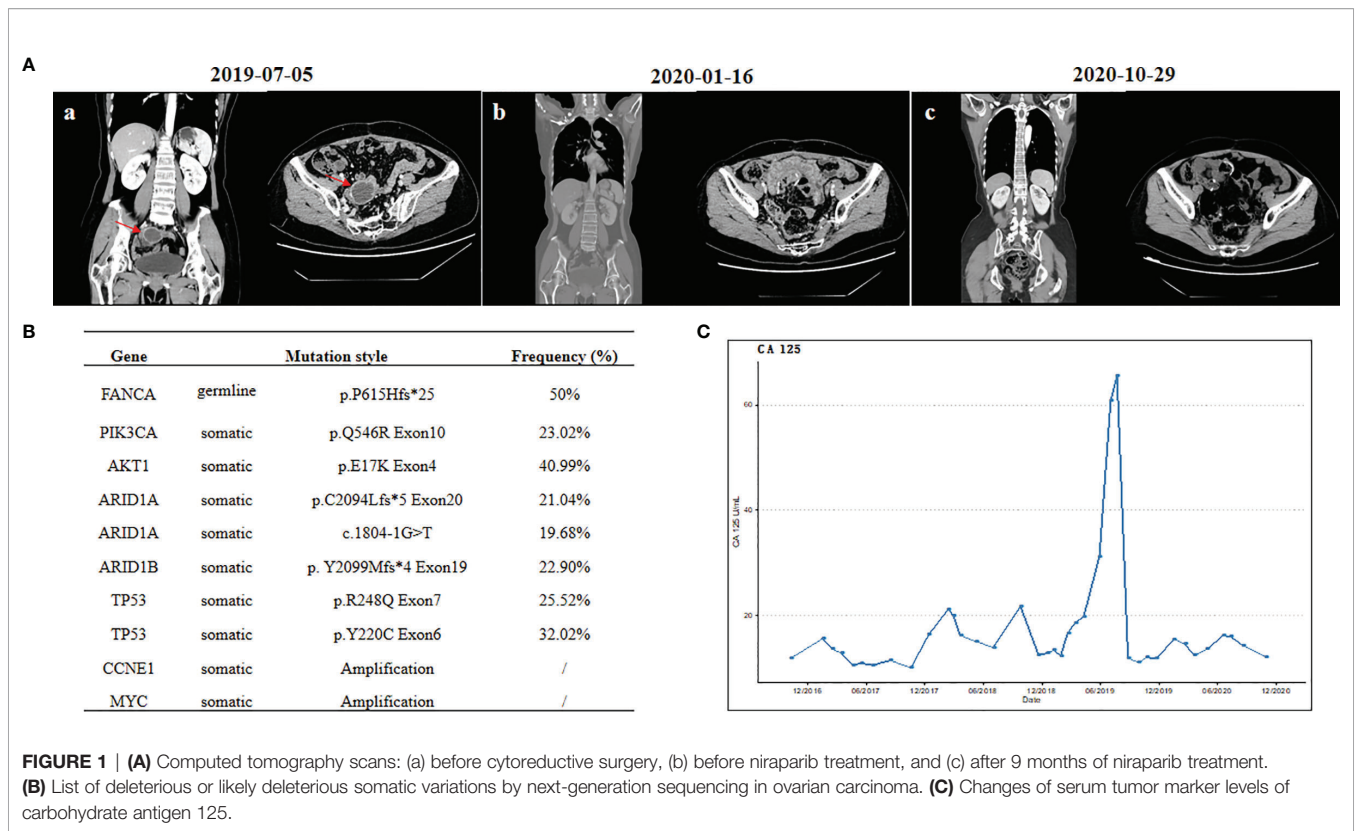 A
2019-07-05
2020-01-16
2020-10-29
a
b
c
B
Gene Mutation style Frequency (%)
FANCA germline p.P615Hfs*25 50%
PIK3CA somatic p.Q546R Exon10 23.02%
AKT1 somatic p.E17K Exon4 40.99%
ARID1A somatic p.C2094Lfs*5 Exon20 21.04%
ARID1A somatic c.1804-1G>T 19.68%
ARID1B somatic p. Y2099Mfs*4 Exon19 22.90%
TP53 somatic p.R248Q Exon7 25.52%
TP53 somatic p.Y220C Exon6 32.02%
CCNE1 somatic Amplification /
MYC somatic Amplification /
C
CA 125
CA 125 U/mL
60
40
20
12/2016 06/2017 12/2017 06/2018 12/2018 06/2019 12/2019 06/2020 12/2020
Date
FIGURE 1 | (A) Computed tomography scans: (a) before cytoreductive surgery, (b) before niraparib treatment, and (c) after 9 months of niraparib treatment.
(B) List of deleterious or likely deleterious somatic variations by next-generation sequencing in ovarian carcinoma. (C) Changes of serum tumor marker levels of
carbohydrate antigen 125.